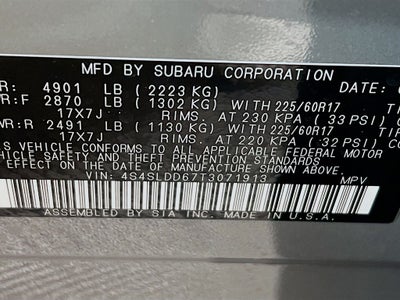 MFD BY SUBARU CORPORATION
R: 4901 LB (2223 KG) DATE:
R:F 2870 LB (1302 KG) WITH 225/60R17
17X7J RIMS. AT 230 KPA (33 PSI)
WR:R 2491 LB (1130 KG) WITH 225/60R17
17X7J RIMS. AT 220 KPA (32 PSI)
S VEHICLE CONFORMS TO ALL APPLICABLE FEDERAL MOTOR
VEHICLE SAFETY AND THEFT PREVENTION STANDARDS IN
EFFECT ON THE DATE OF MANUFACTURE SHOWN ABOVE.
VIN: 4S4SLDD67T3071913 MPV
ASSEMBLED BY SIA INC. MADE IN U.S.A.